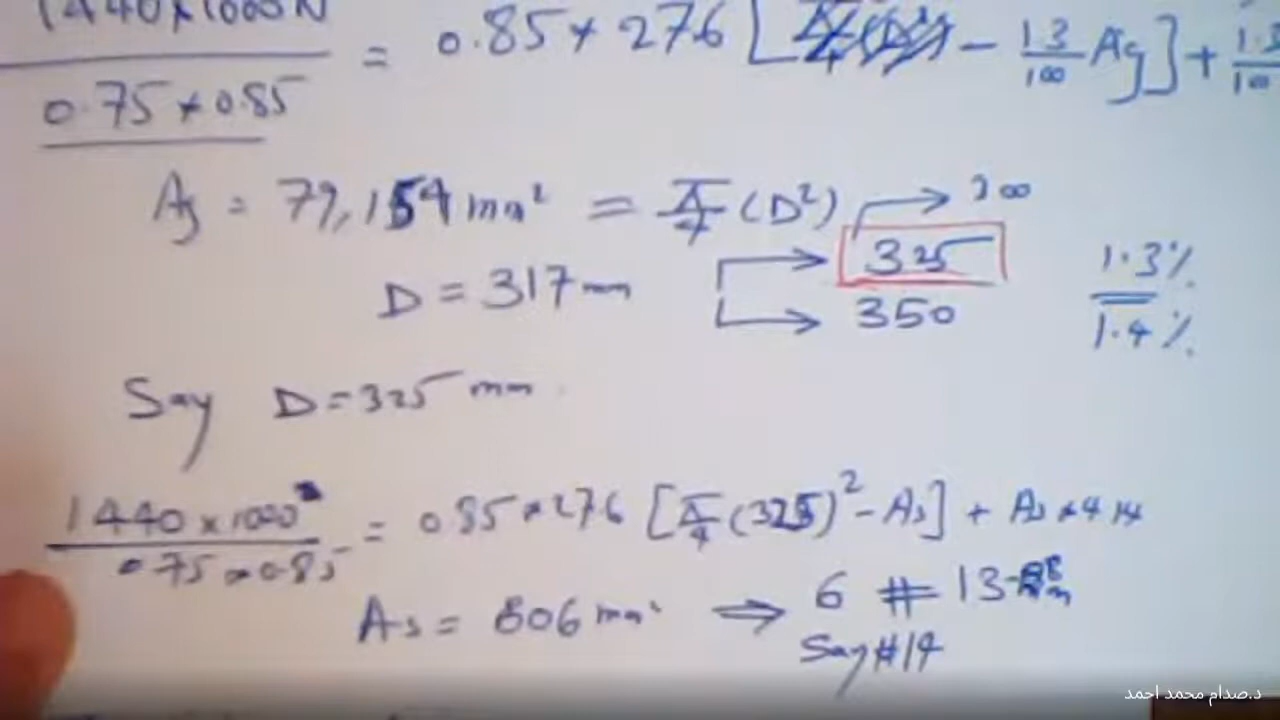 1440×1000N / 0.75×0.85 = 0.85×27.6 [ - 1.3/100 Ag] + 1.3/100
Ag = 79,154 mm² = π/4 (D²) → 300
D = 317 mm → 325 1.3%
→ 350 1.4%
Say D = 325 mm
1440×1000 / 0.75×0.85 = 0.85×27.6 [π/4 (325)² - As] + As×414
As = 806 mm² ⇒ 6 # 13 mm
Say #14
د.صدام محمد احمد